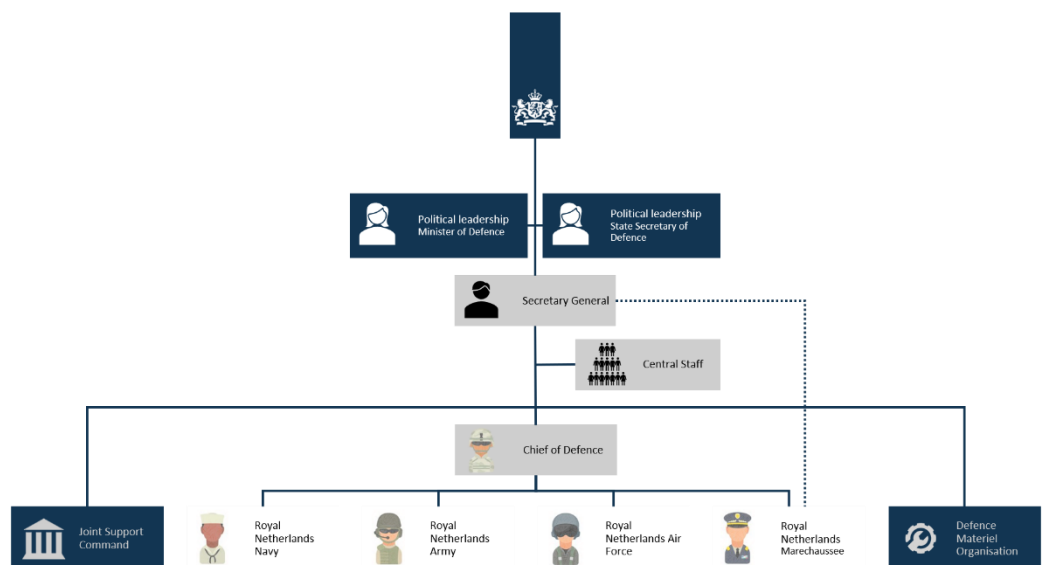 Political leadership
Minister of Defence
Political leadership
State Secretary of
Defence
Secretary General
Central Staff
Chief of Defence
Joint Support
Command
Royal
Netherlands
Navy
Royal
Netherlands
Army
Royal
Netherlands Air
Force
Royal
Netherlands
Marechaussee
Defence
Materiel
Organisation